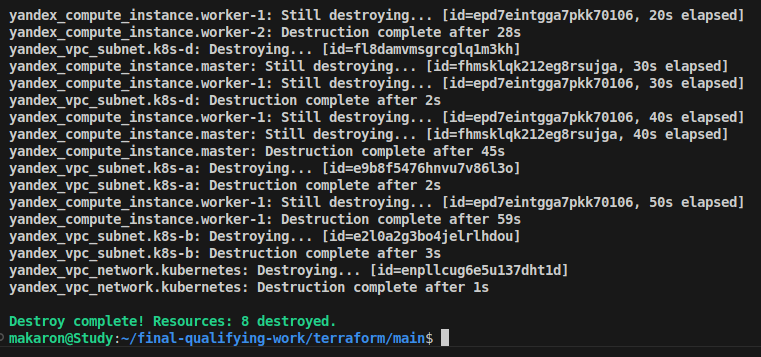 yandex_compute_instance.worker-1: Still destroying... [id=epd7eintgga7pkk70106, 20s elapsed]
yandex_compute_instance.worker-2: Destruction complete after 28s
yandex_vpc_subnet.k8s-d: Destroying... [id=fl8damvmsgrcglq1m3kh]
yandex_compute_instance.master: Still destroying... [id=fhmsklqk212eg8rsujga, 30s elapsed]
yandex_compute_instance.worker-1: Still destroying... [id=epd7eintgga7pkk70106, 30s elapsed]
yandex_vpc_subnet.k8s-d: Destruction complete after 2s
yandex_compute_instance.worker-1: Still destroying... [id=epd7eintgga7pkk70106, 40s elapsed]
yandex_compute_instance.master: Still destroying... [id=fhmsklqk212eg8rsujga, 40s elapsed]
yandex_compute_instance.master: Destruction complete after 45s
yandex_vpc_subnet.k8s-a: Destroying... [id=e9b8f5476hnvu7v86l3o]
yandex_vpc_subnet.k8s-a: Destruction complete after 2s
yandex_compute_instance.worker-1: Still destroying... [id=epd7eintgga7pkk70106, 50s elapsed]
yandex_compute_instance.worker-1: Destruction complete after 59s
yandex_vpc_subnet.k8s-b: Destroying... [id=e2l0a2g3bo4jelrlhdou]
yandex_vpc_subnet.k8s-b: Destruction complete after 3s
yandex_vpc_network.kubernetes: Destroying... [id=enpllcug6e5u137dht1d]
yandex_vpc_network.kubernetes: Destruction complete after 1s
Destroy complete! Resources: 8 destroyed.
makaron@Study:~/final-qualifying-work/terraform/main$